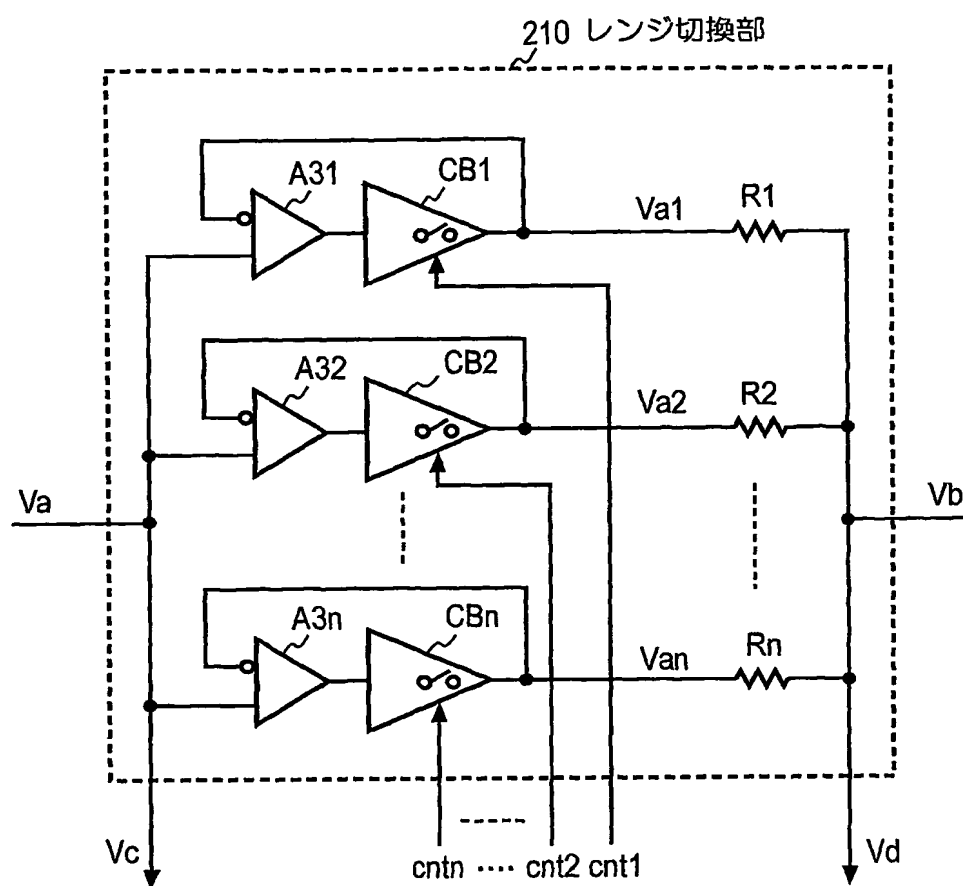 210 レンジ切換部
A31
CB1
Va1
R1
A32
CB2
Va2
R2
Va
Vb
A3n
CBn
Van
Rn
Vc
cntn ···· cnt2 cnt1
Vd